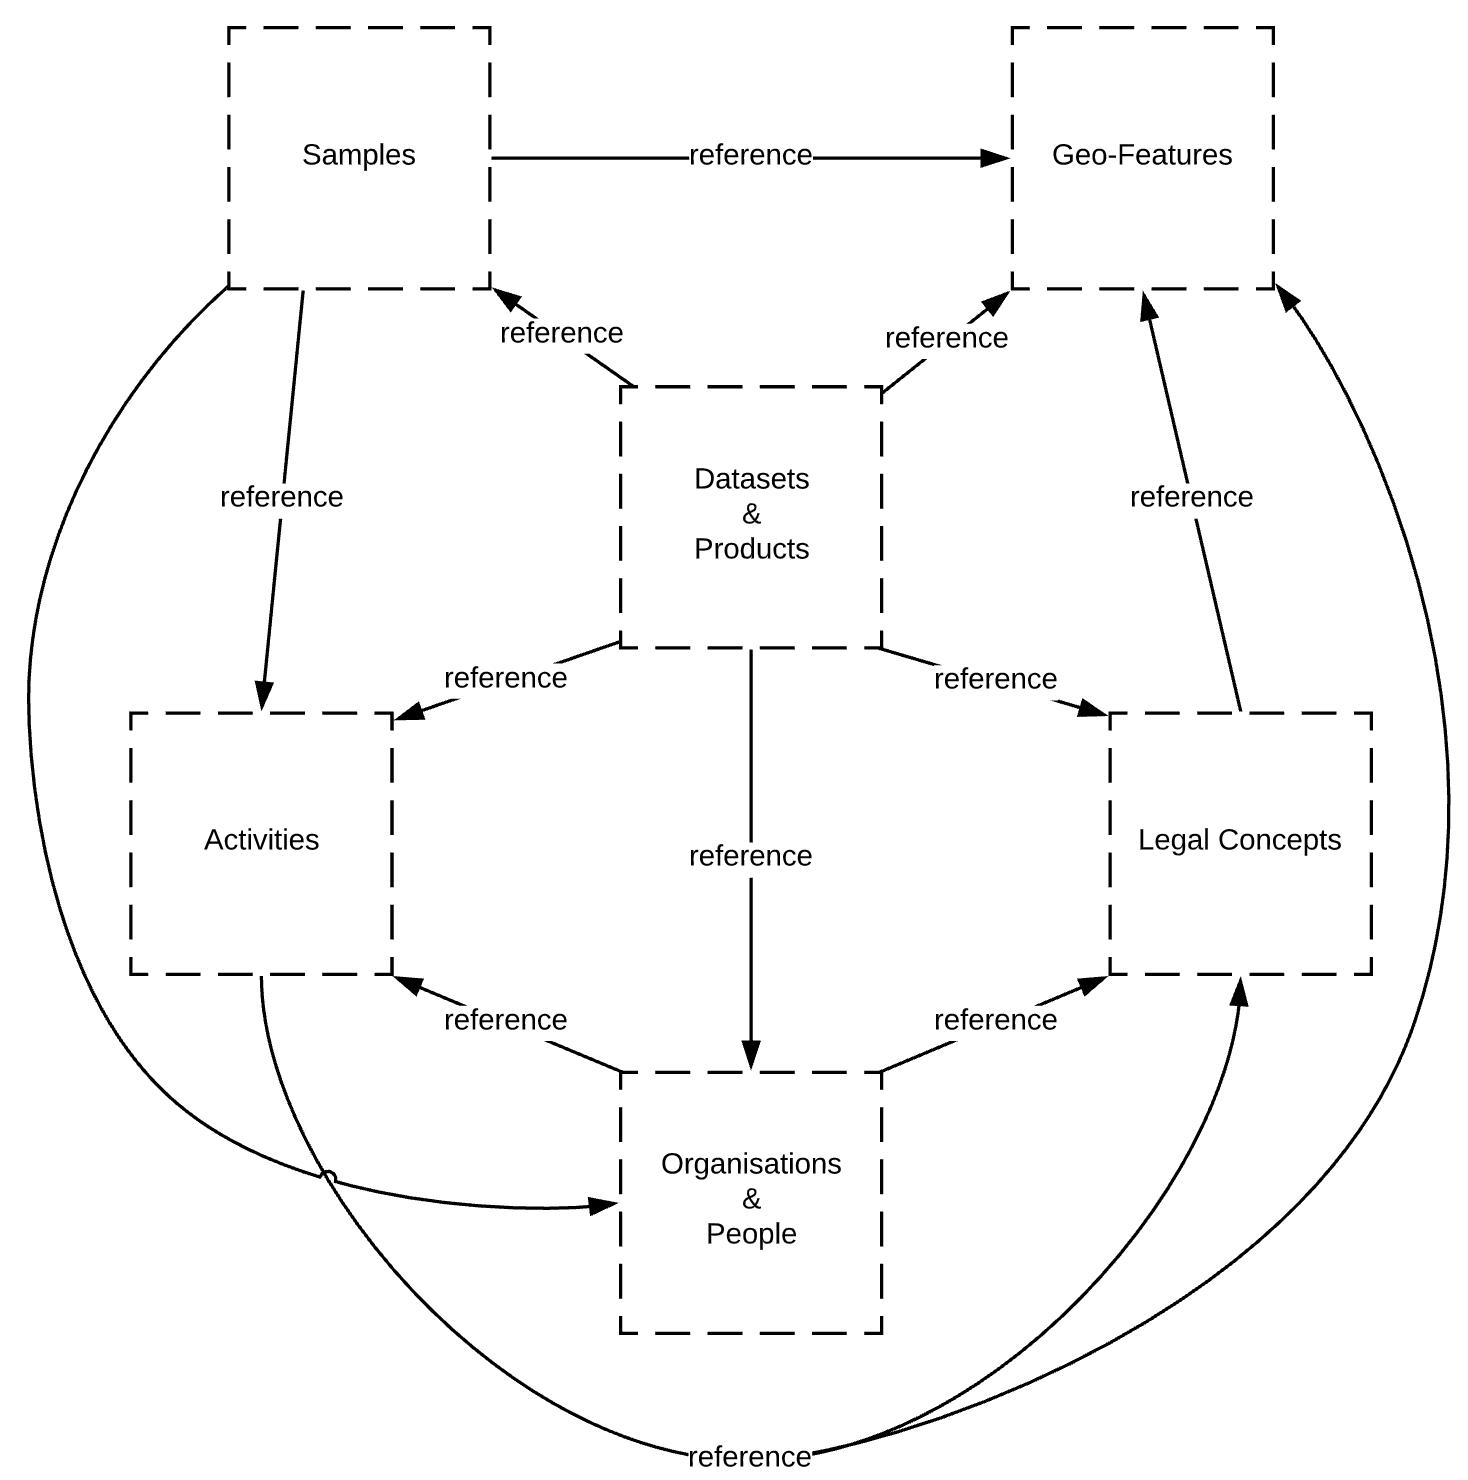 Samples
reference
Geo-Features
reference
reference
Datasets
&
Products
reference
reference
reference
reference
Activities
reference
Legal Concepts
reference
reference
Organisations
&
People
reference